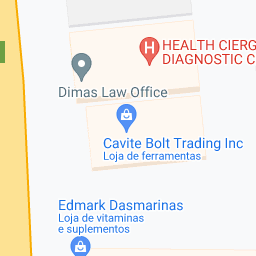 HEALTH CIERG
DIAGNOSTIC C
Dimas Law Office
Cavite Bolt Trading Inc
Loja de ferramentas
Edmark Dasmarinas
Loja de vitaminas
e suplementos